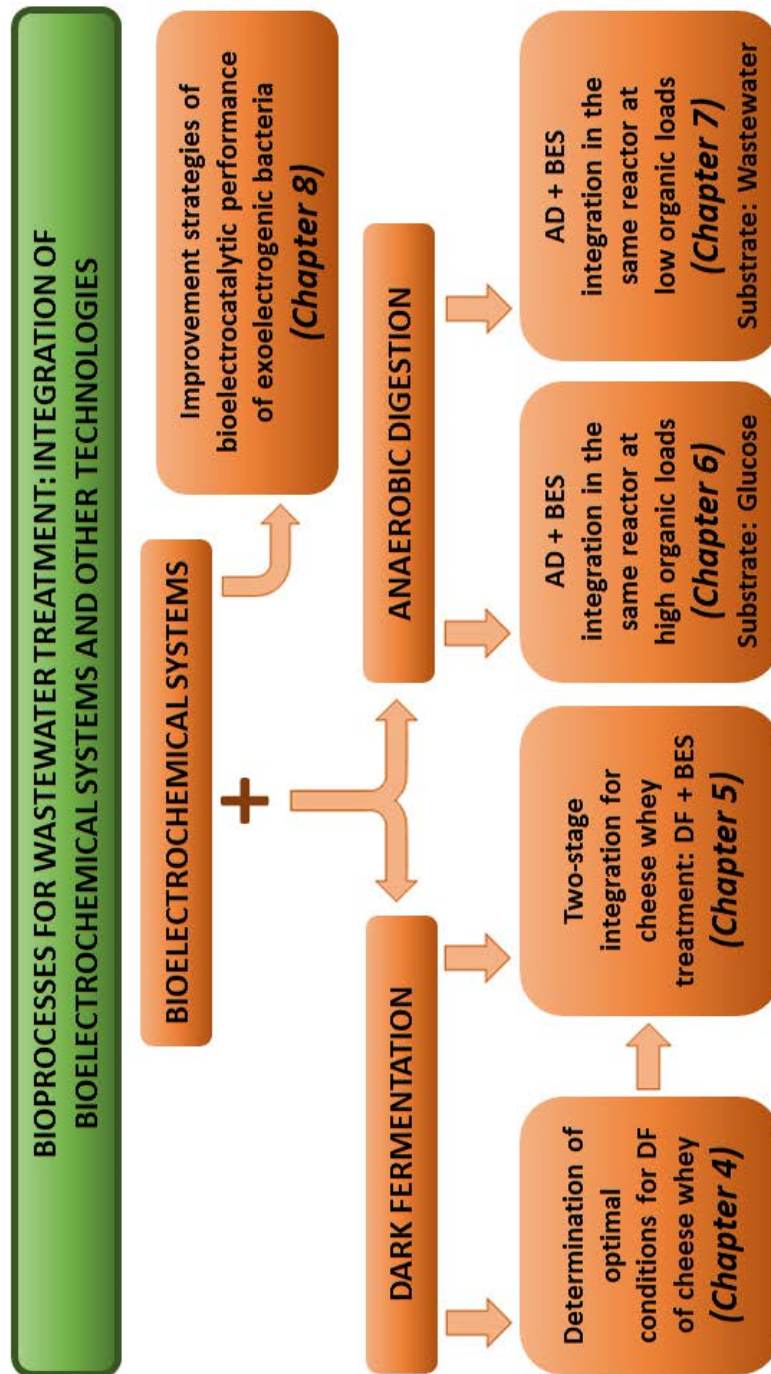 BIOPROCESSES FOR WASTEWATER TREATMENT: INTEGRATION OF
BIOELECTROCHEMICAL SYSTEMS AND OTHER TECHNOLOGIES
BIOELECTROCHEMICAL SYSTEMS
Improvement strategies of
bioelectrocatalytic performance
of exoelectrogenic bacteria
(Chapter 8)
+
DARK FERMENTATION
ANAEROBIC DIGESTION
Determination of
optimal
conditions for DF
of cheese whey
(Chapter 4)
Two-stage
integration for
cheese whey
treatment: DF + BES
(Chapter 5)
AD + BES
integration in the
same reactor at
high organic loads
(Chapter 6)
Substrate: Glucose
AD + BES
integration in the
same reactor at
low organic loads
(Chapter 7)
Substrate: Wastewater